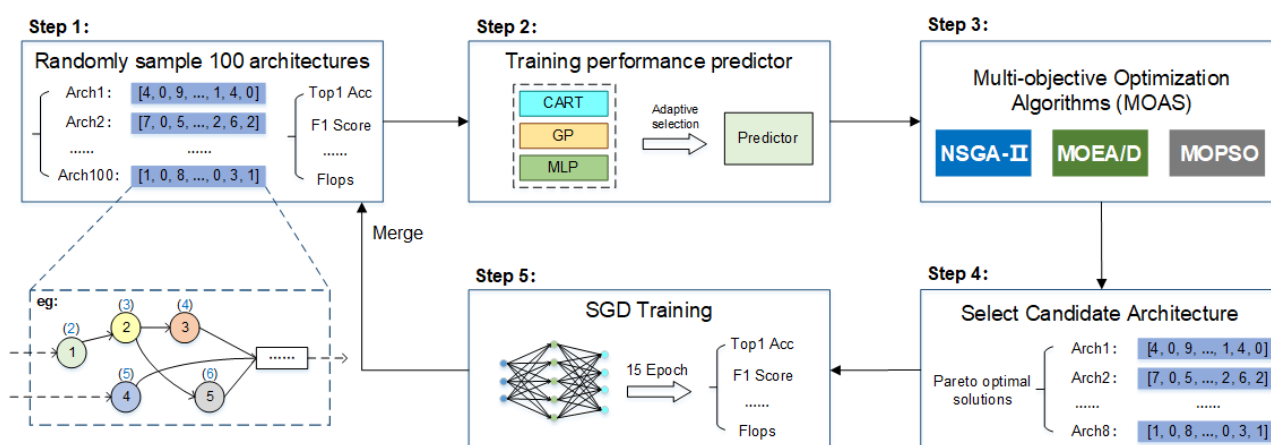 Step 1:
Randomly sample 100 architectures
Arch1: [4, 0, 9, ..., 1, 4, 0]
Arch2: [7, 0, 5, ..., 2, 6, 2]
...... ......
Arch100: [1, 0, 8, ..., 0, 3, 1]
Top1 Acc
F1 Score
......
Flops
Step 2:
Training performance predictor
CART
GP
MLP
Adaptive
selection
Predictor
Step 3:
Multi-objective Optimization
Algorithms (MOAS)
NSGA-II MOEA/D MOPSO
Merge
eg:
(2) (3) (4)
1 2 3
(5) (6)
4 5
......
Step 5:
SGD Training
15 Epoch
Top1 Acc
F1 Score
......
Flops
Step 4:
Select Candidate Architecture
Pareto optimal
solutions
Arch1: [4, 0, 9, ..., 1, 4, 0]
Arch2: [7, 0, 5, ..., 2, 6, 2]
...... ......
Arch8: [1, 0, 8, ..., 0, 3, 1]